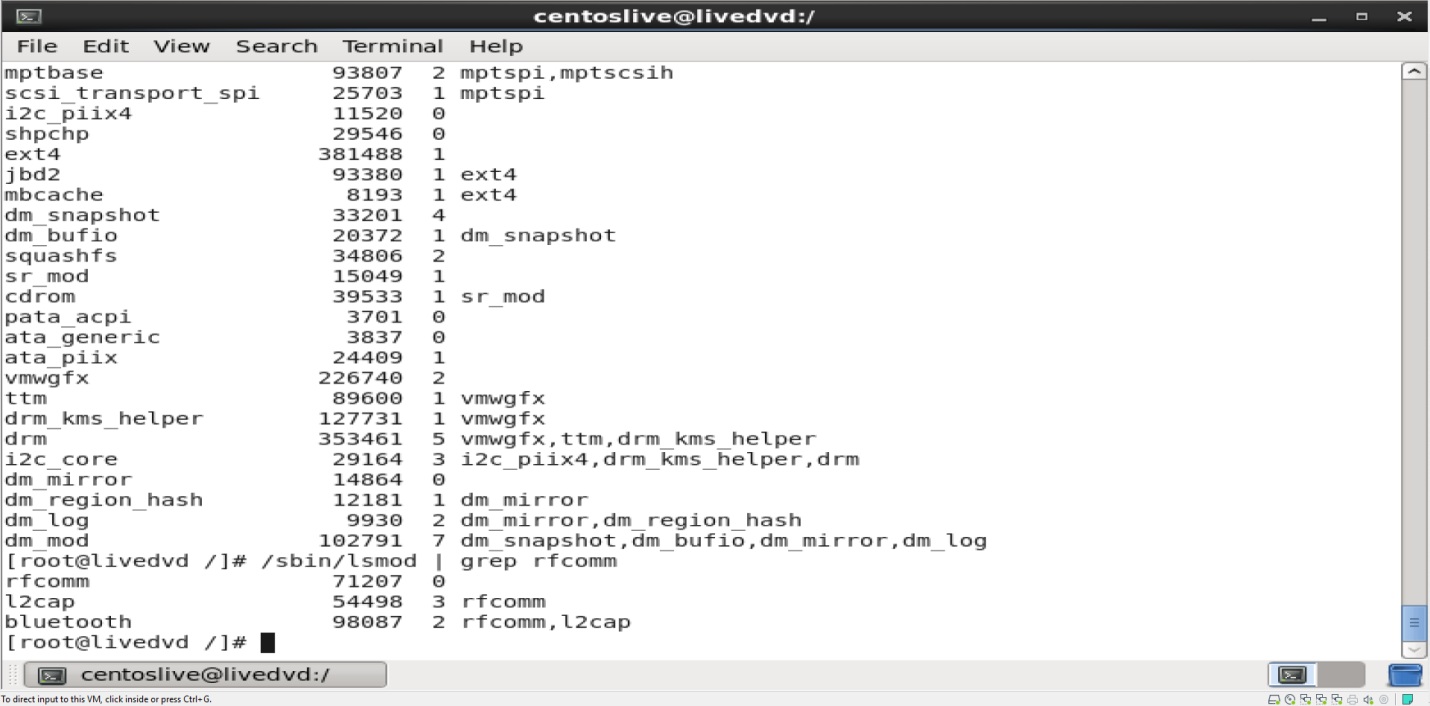 centoslive@livedvd:/
File Edit View Search Terminal Help
mptbase 93807 2 mptspi,mptscsih
scsi_transport_spi 25703 1 mptspi
i2c_piix4 11520 0
shpchp 29546 0
ext4 381488 1
jbd2 93380 1 ext4
mbcache 8193 1 ext4
dm_snapshot 33201 4
dm_bufio 20372 1 dm_snapshot
squashfs 34806 2
sr_mod 15049 1
cdrom 39533 1 sr_mod
pata_acpi 3701 0
ata_generic 3837 0
ata_piix 24409 1
vmwgfx 226740 2
ttm 89600 1 vmwgfx
drm_kms_helper 127731 1 vmwgfx
drm 353461 5 vmwgfx,ttm,drm_kms_helper
i2c_core 29164 3 i2c_piix4,drm_kms_helper,drm
dm_mirror 14864 0
dm_region_hash 12181 1 dm_mirror
dm_log 9930 2 dm_mirror,dm_region_hash
dm_mod 102791 7 dm_snapshot,dm_bufio,dm_mirror,dm_log
[root@livedvd /]# /sbin/lsmod | grep rfcomm
rfcomm 71207 0
l2cap 54498 3 rfcomm
bluetooth 98087 2 rfcomm,l2cap
[root@livedvd /]#
centoslive@livedvd:/
To direct input to this VM, click inside or press Ctrl+G.